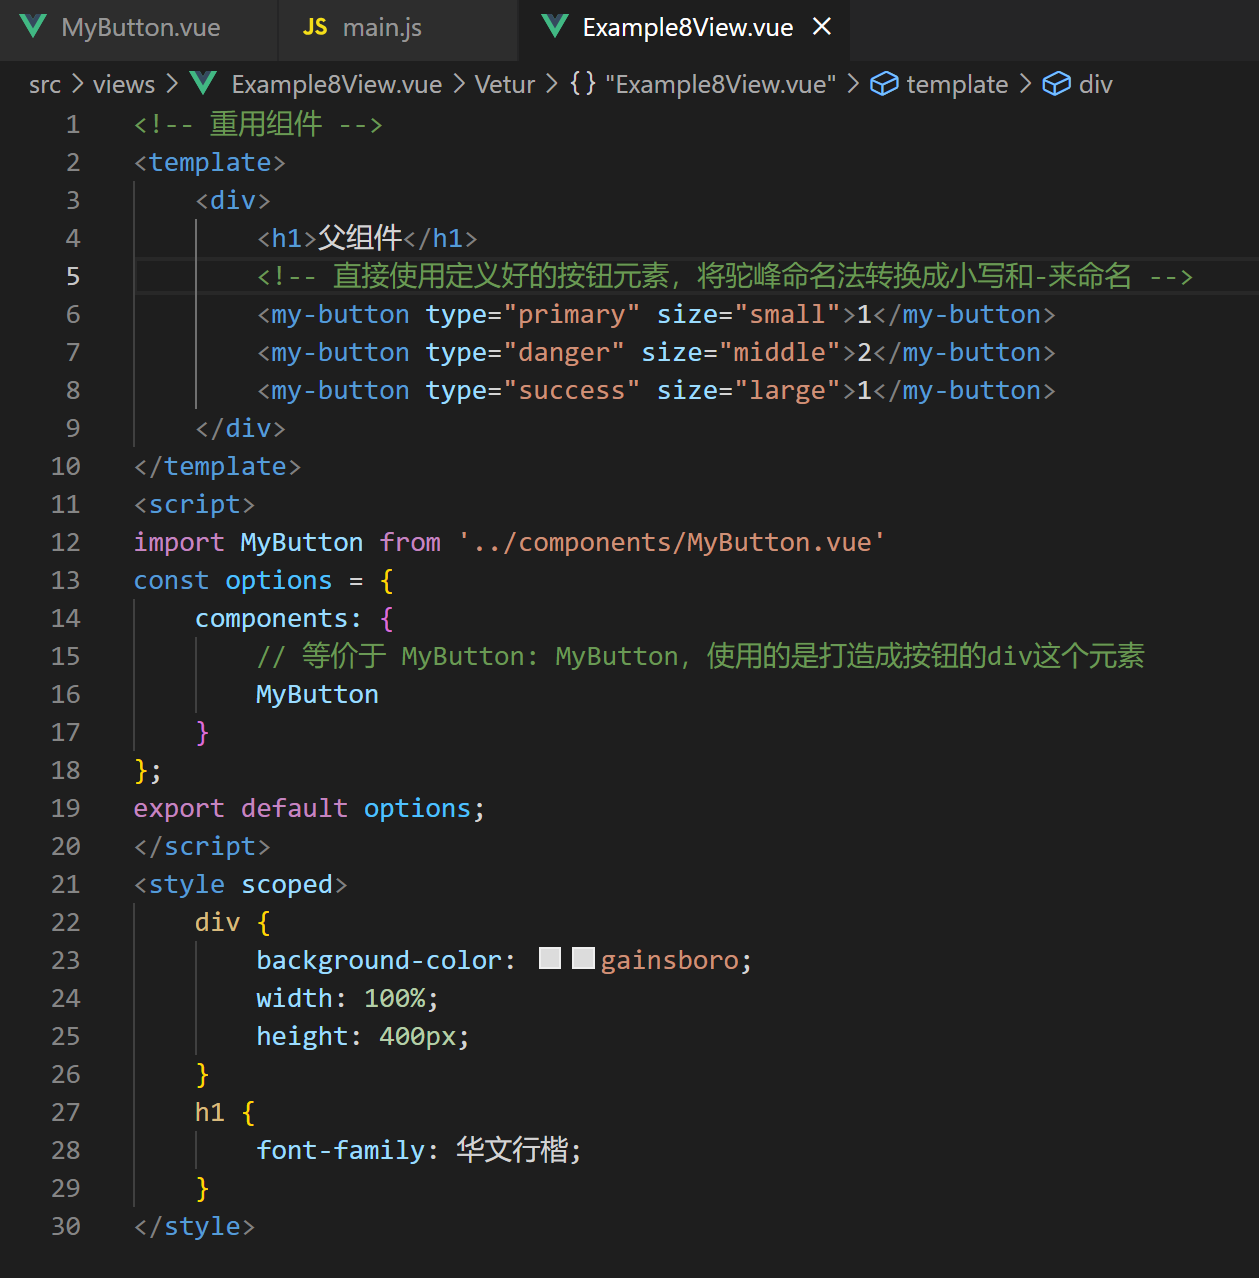 MyButton.vue JS main.js Example8View.vue ×
src > views > Example8View.vue > Vetur > {} "Example8View.vue" > template > div
1 <!-- 重用组件 -->
2 <template>
3 <div>
4 <h1>父组件</h1>
5 <!-- 直接使用定义好的按钮元素，将驼峰命名法转换成小写和-来命名 -->
6 <my-button type="primary" size="small">1</my-button>
7 <my-button type="danger" size="middle">2</my-button>
8 <my-button type="success" size="large">1</my-button>
9 </div>
10 </template>
11 <script>
12 import MyButton from '../components/MyButton.vue'
13 const options = {
14 components: {
15 // 等价于 MyButton: MyButton，使用的是打造成按钮的div这个元素
16 MyButton
17 }
18 };
19 export default options;
20 </script>
21 <style scoped>
22 div {
23 background-color: gainsboro;
24 width: 100%;
25 height: 400px;
26 }
27 h1 {
28 font-family: 华文行楷;
29 }
30 </style>